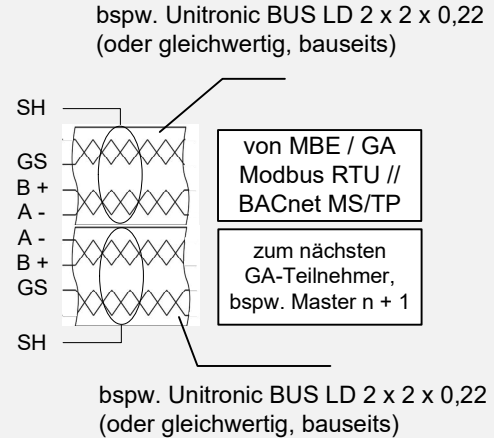 bspw. Unitronic BUS LD 2 x 2 x 0,22
(oder gleichwertig, bauseits)
SH
GS
B +
A -
A -
B +
GS
SH
von MBE / GA
Modbus RTU //
BACnet MS/TP
zum nächsten
GA-Teilnehmer,
bspw. Master n + 1
bspw. Unitronic BUS LD 2 x 2 x 0,22
(oder gleichwertig, bauseits)